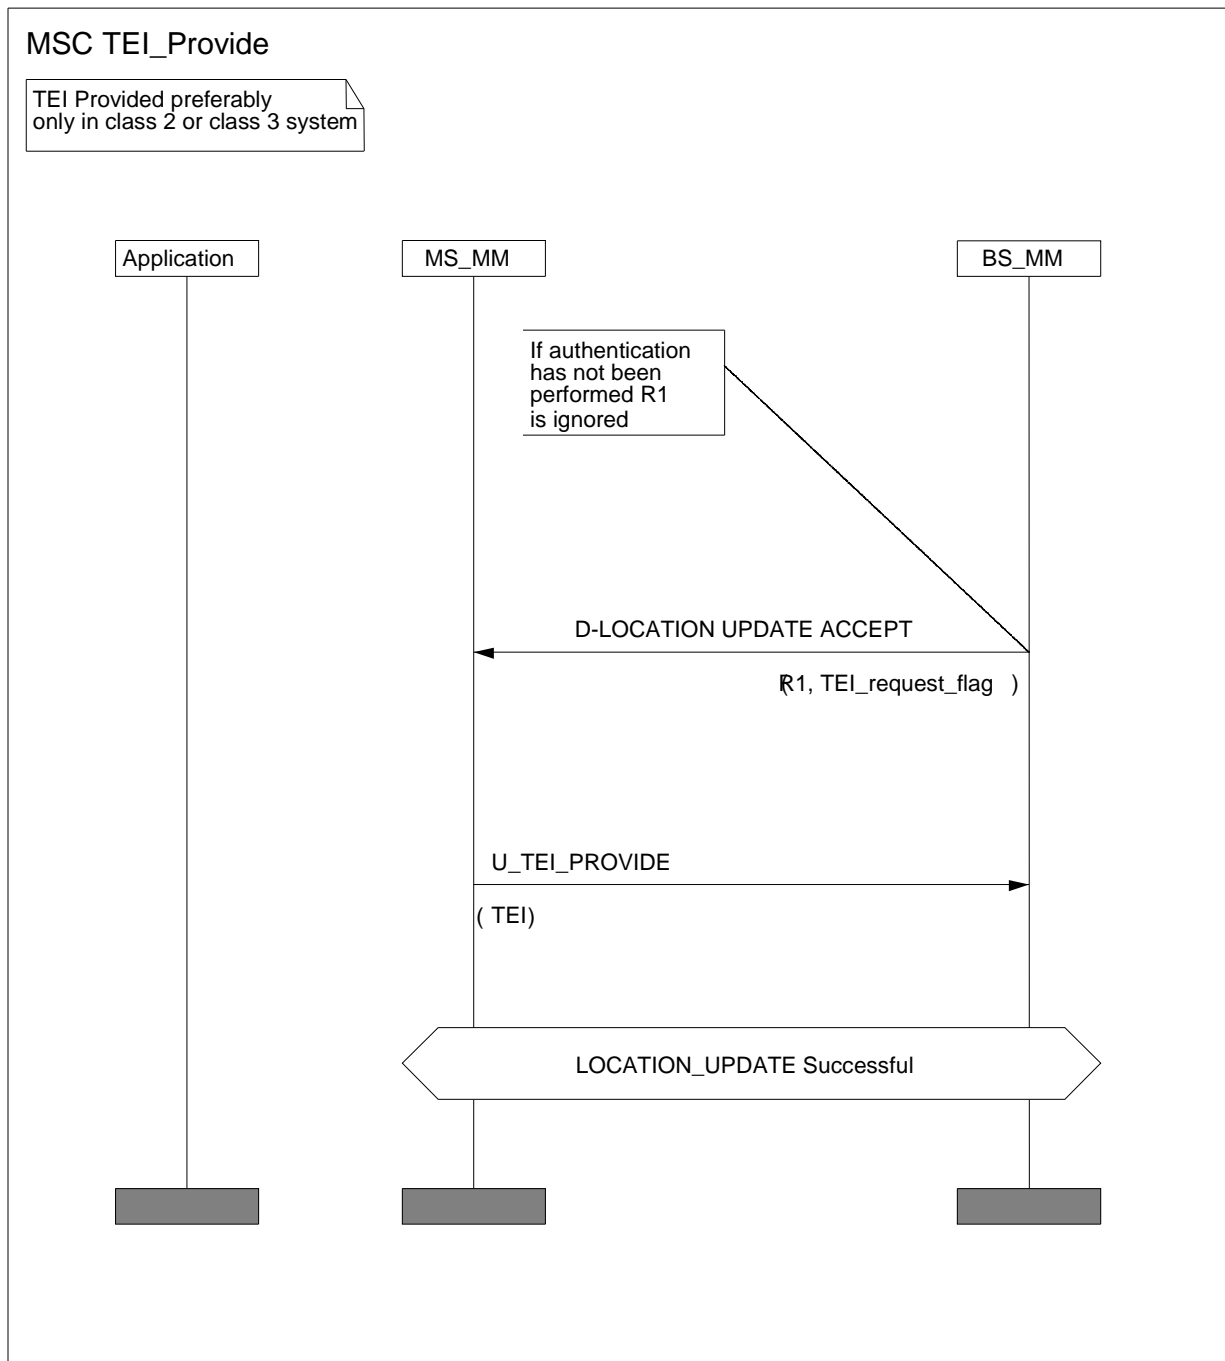 MSC TEI_Provide
TEI Provided preferably
only in class 2 or class 3 system
Application
MS_MM
BS_MM
If authentication
has not been
performed R1
is ignored
D-LOCATION UPDATE ACCEPT
(R1, TEI_request_flag )
U_TEI_PROVIDE
( TEI)
LOCATION_UPDATE Successful